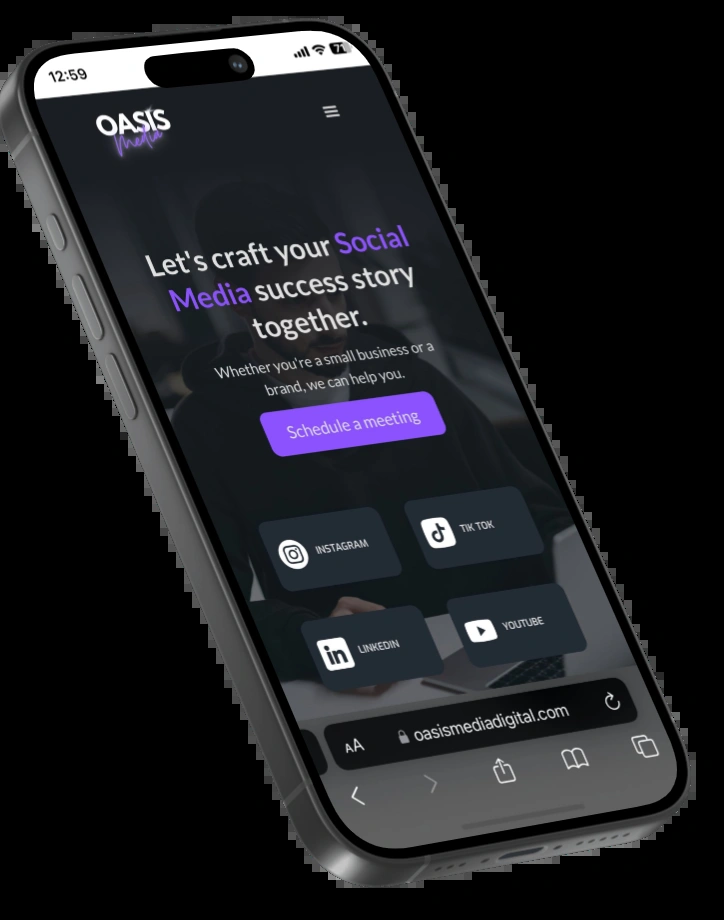 12:59
OASIS
Media
Let's craft your Social
Media success story
together.
Whether you're a small business or a
brand, we can help you.
Schedule a meeting
INSTAGRAM
TIK TOK
in LINKEDIN
YOUTUBE
AA oasismediadigital.com